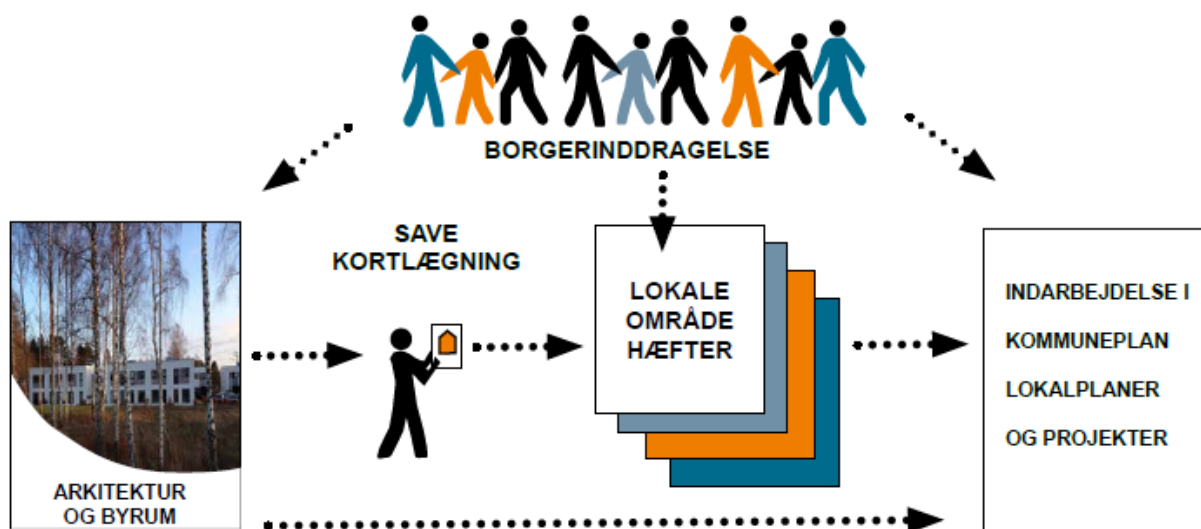 BORGERINDDRAGELSE
SAVE
KORTLÆGNING
LOKALE
OMRÅDE
HÆFTER
INDARBEJDELSE I
KOMMUNEPLAN
LOKALPLANER
OG PROJEKTER
ARKITEKTUR
OG BYRUM